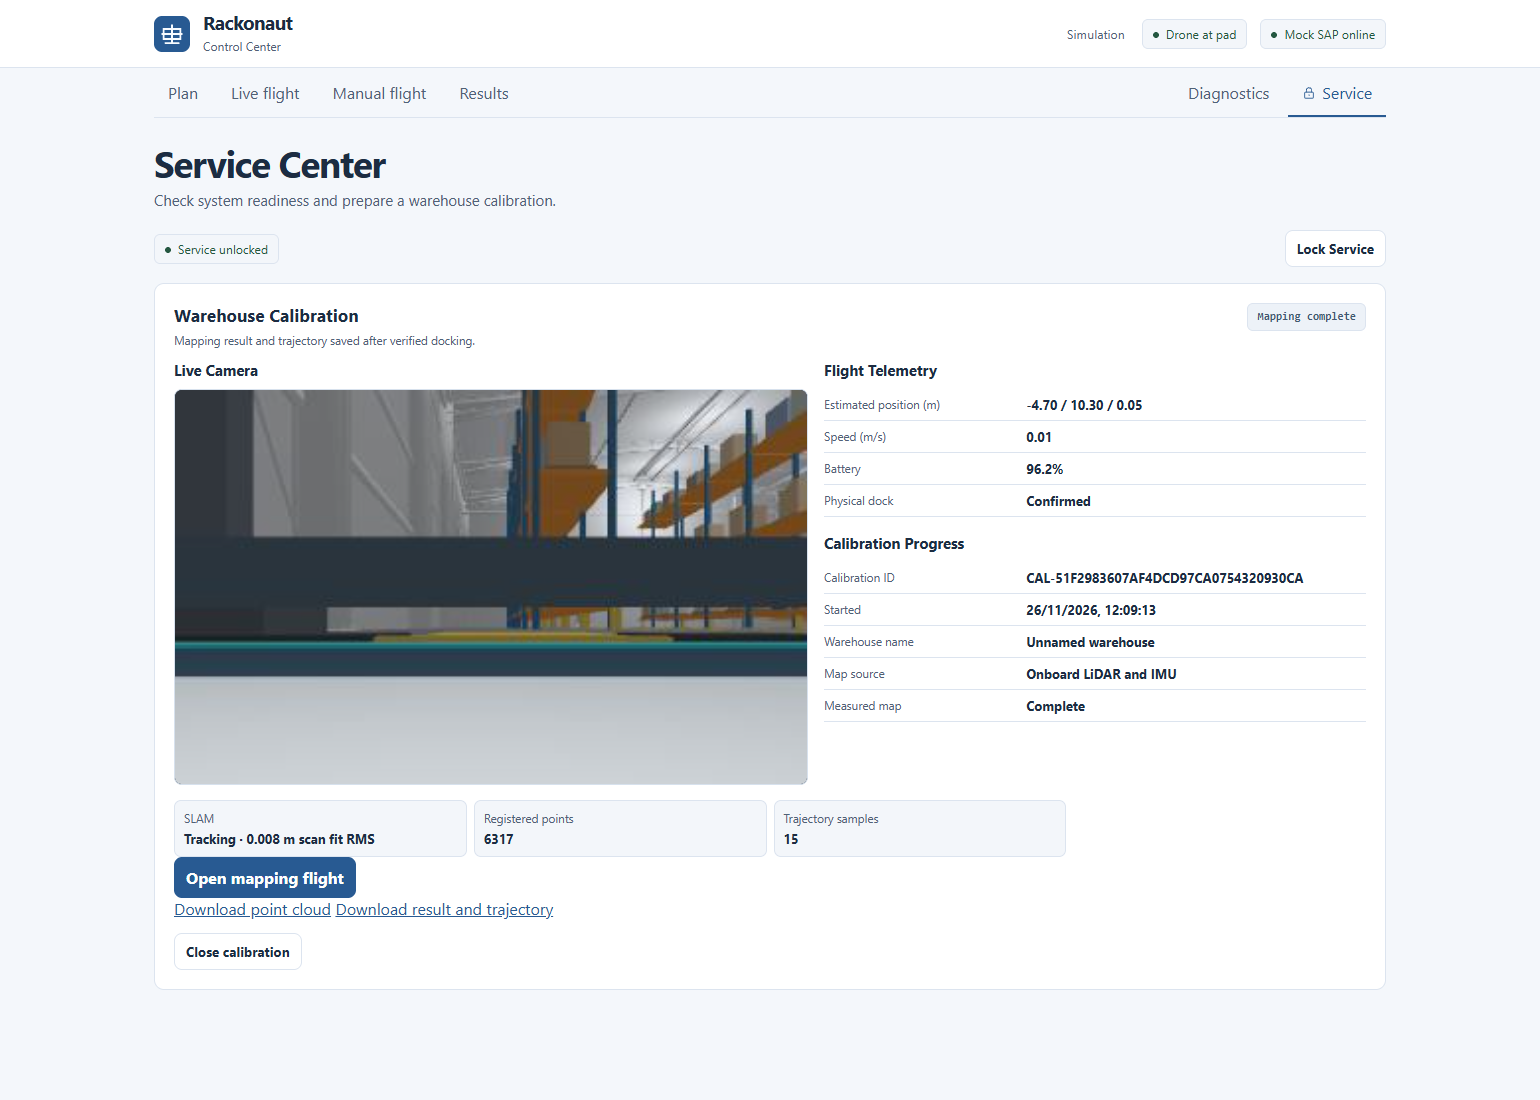 Rackonaut
Control Center
Simulation
Drone at pad
Mock SAP online
Plan
Live flight
Manual flight
Results
Diagnostics
Service
Service Center
Check system readiness and prepare a warehouse calibration.
Service unlocked
Lock Service
Warehouse Calibration
Mapping complete
Mapping result and trajectory saved after verified docking.
Live Camera
Flight Telemetry
Estimated position (m) -4.70 / 10.30 / 0.05
Speed (m/s) 0.01
Battery 96.2%
Physical dock Confirmed
Calibration Progress
Calibration ID CAL-51F2983607AF4DCD97CA0754320930CA
Started 26/11/2026, 12:09:13
Warehouse name Unnamed warehouse
Map source Onboard LiDAR and IMU
Measured map Complete
SLAM
Tracking · 0.008 m scan fit RMS
Registered points
6317
Trajectory samples
15
Open mapping flight
Download point cloud Download result and trajectory
Close calibration